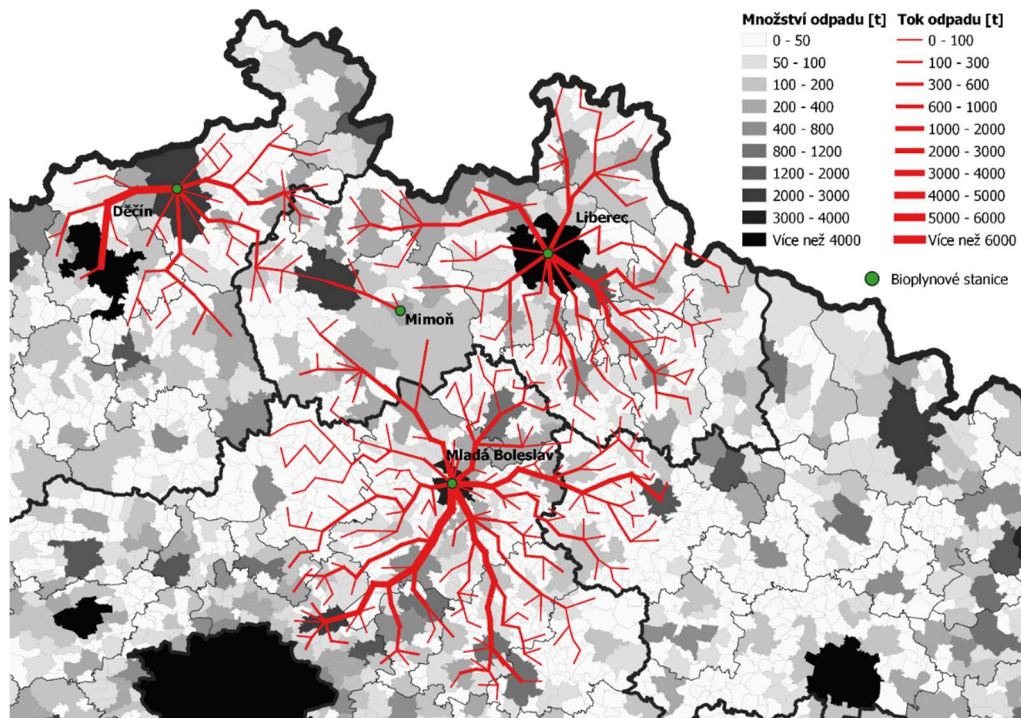 Množství odpadu [t]
0 - 50
50 - 100
100 - 200
200 - 400
400 - 800
800 - 1200
1200 - 2000
2000 - 3000
3000 - 4000
Více než 4000
Tok odpadu [t]
0 - 100
100 - 300
300 - 600
600 - 1000
1000 - 2000
2000 - 3000
3000 - 4000
4000 - 5000
5000 - 6000
Více než 6000
Bioplynové stanice
Děčín
Liberec
Mimoň
Mladá Boleslav